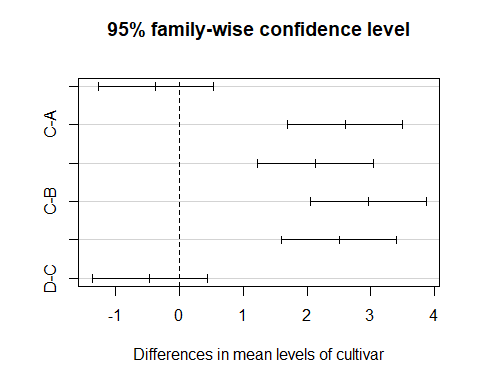 95% family-wise confidence level
C-A
C-B
D-C
-1 0 1 2 3 4
Differences in mean levels of cultivar